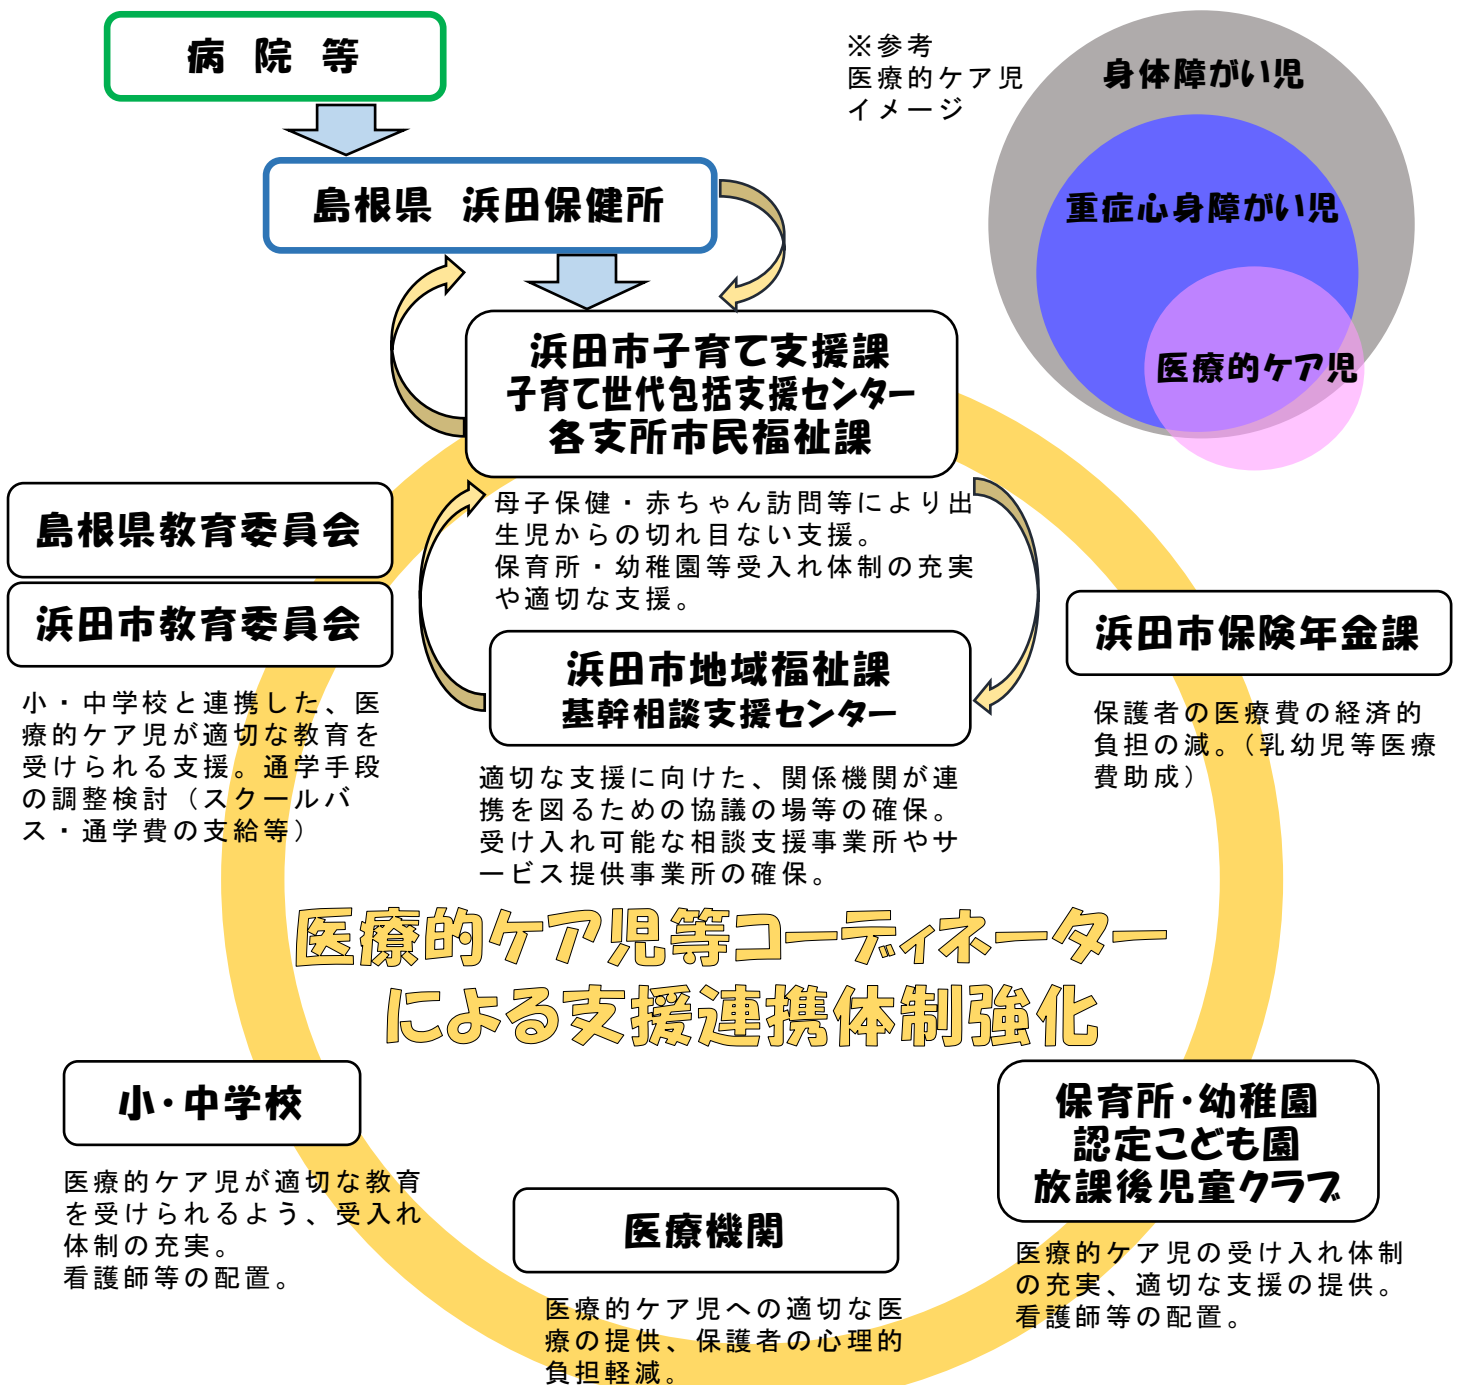 病 院 等
※参考
医療的ケア児
イメージ
身体障がい児
重症心身障がい児
医療的ケア児
島根県 浜田保健所
浜田市子育て支援課
子育て世代包括支援センター
各支所市民福祉課
母子保健・赤ちゃん訪問等により出
生児からの切れ目ない支援。
保育所・幼稚園等受入れ体制の充実
や適切な支援。
島根県教育委員会
浜田市教育委員会
小・中学校と連携した、医
療的ケア児が適切な教育を
受けられる支援。通学手段
の調整検討（スクールバ
ス・通学費の支給等）
浜田市地域福祉課
基幹相談支援センター
適切な支援に向けた、関係機関が連
携を図るための協議の場等の確保。
受け入れ可能な相談支援事業所やサ
ービス提供事業所の確保。
浜田市保険年金課
保護者の医療費の経済的
負担の減。（乳幼児等医療
費助成）
医療的ケア児等コーディネーター
による支援連携体制強化
小・中学校
医療的ケア児が適切な教育
を受けられるよう、受入れ
体制の充実。
看護師等の配置。
医療機関
医療的ケア児への適切な医
療の提供、保護者の心理的
負担軽減。
保育所・幼稚園
認定こども園
放課後児童クラブ
医療的ケア児の受け入れ体制
の充実、適切な支援の提供。
看護師等の配置。